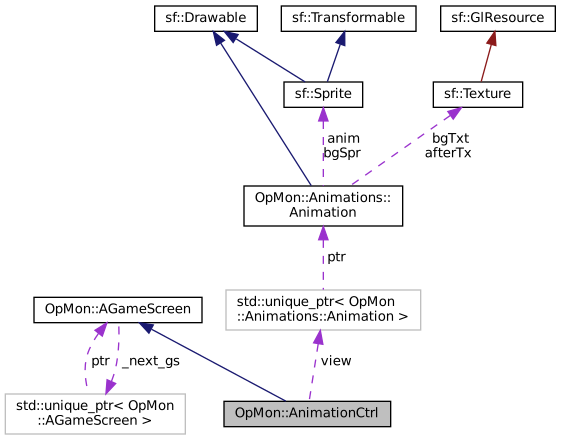 sf::Drawable
sf::Transformable
sf::GlResource
sf::Sprite
sf::Texture
anim
bgSpr
bgTxt
afterTx
OpMon::Animations::
Animation
ptr
std::unique_ptr< OpMon
::Animations::Animation >
OpMon::AGameScreen
ptr
_next_gs
view
std::unique_ptr< OpMon
::AGameScreen >
OpMon::AnimationCtrl